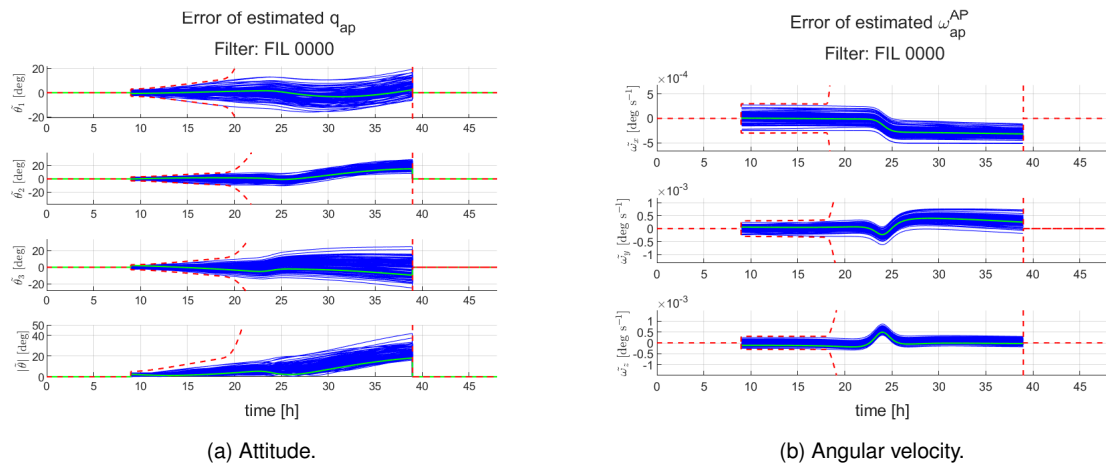 Error of estimated q_ap
Filter: FIL 0000
θ̃₁ [deg]
20
0
-20
0 5 10 15 20 25 30 35 40 45
θ̃₂ [deg]
20
0
-20
0 5 10 15 20 25 30 35 40 45
θ̃₃ [deg]
20
0
-20
0 5 10 15 20 25 30 35 40 45
|θ̃| [deg]
50
40
30
20
10
0
0 5 10 15 20 25 30 35 40 45
time [h]
(a) Attitude.
Error of estimated ω_ap^AP
Filter: FIL 0000
×10⁻⁴
ω̃ₓ [deg s⁻¹]
5
0
-5
0 5 10 15 20 25 30 35 40 45
×10⁻³
ω̃_y [deg s⁻¹]
1
0.5
0
-0.5
0 5 10 15 20 25 30 35 40 45
×10⁻³
ω̃_z [deg s⁻¹]
1
0.5
0
-0.5
0 5 10 15 20 25 30 35 40 45
time [h]
(b) Angular velocity.